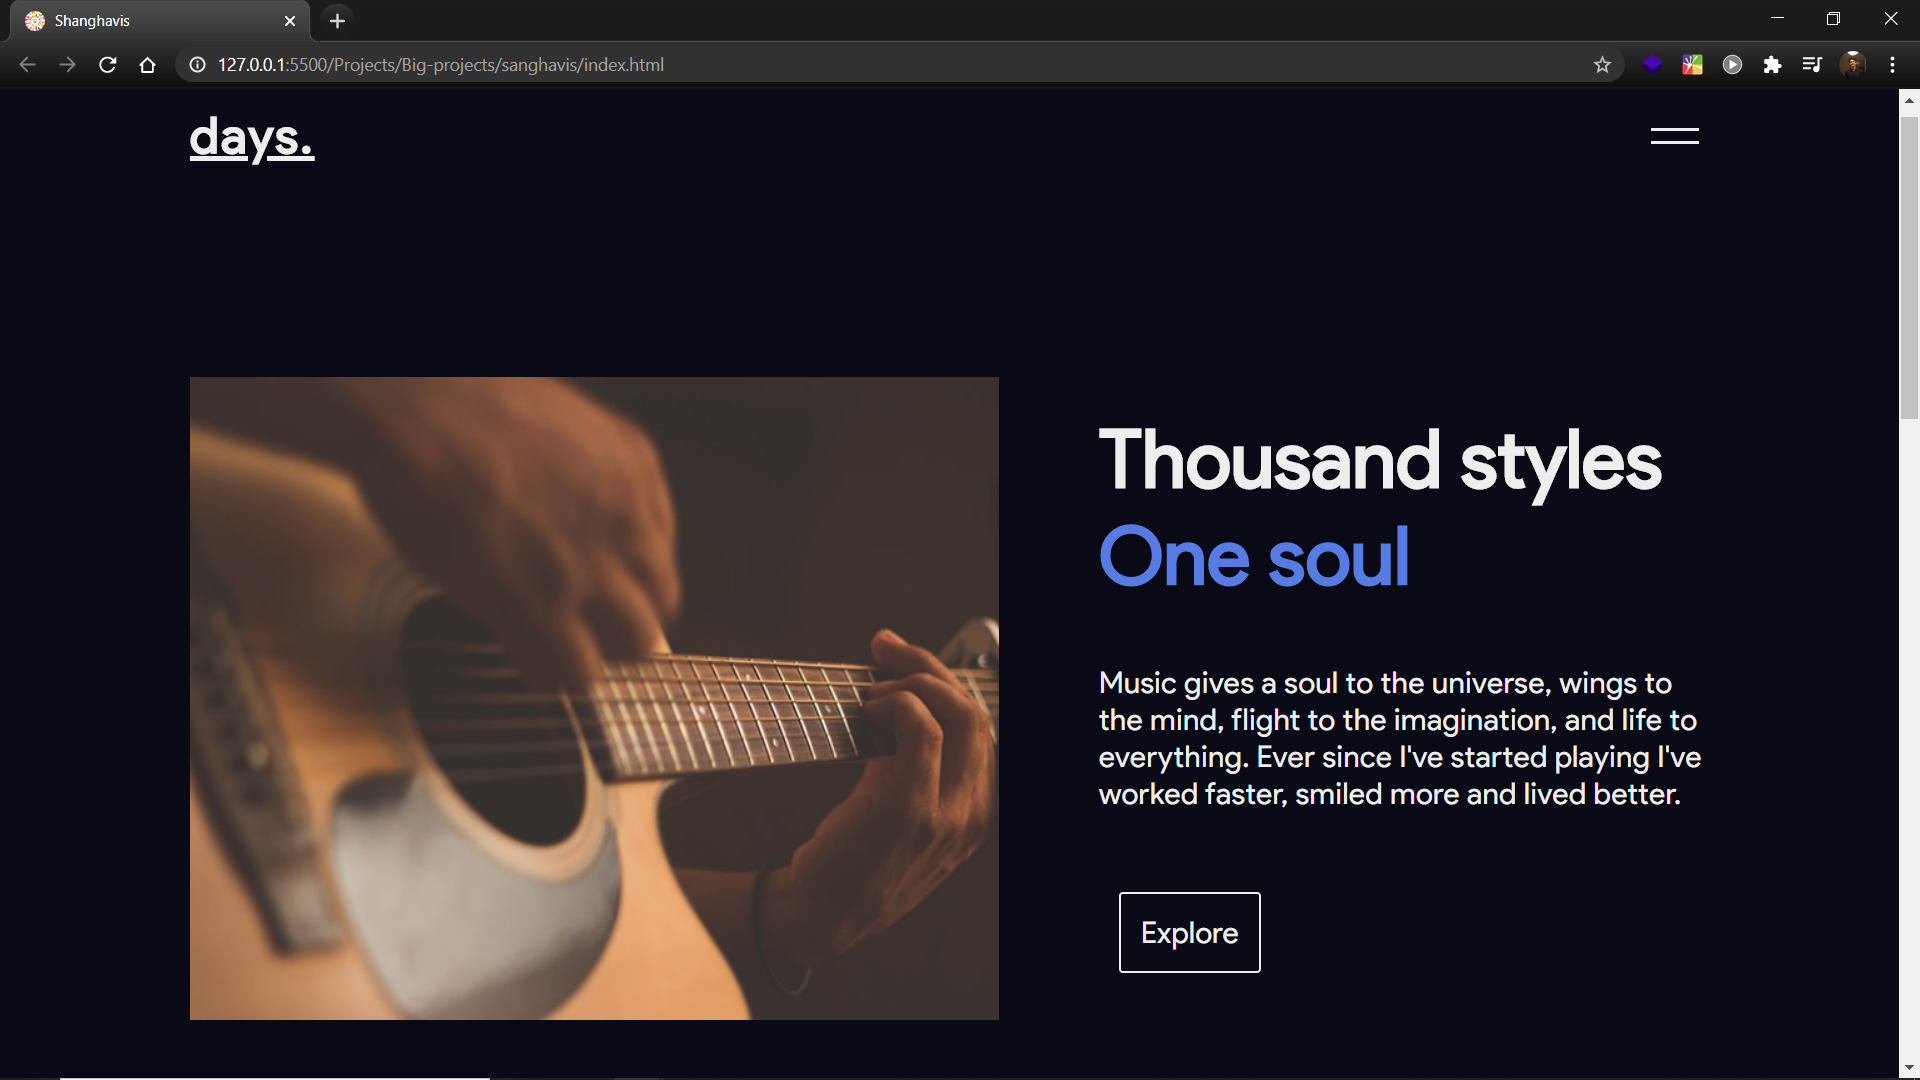 Shanghavis
127.0.0.1:5500/Projects/Big-projects/sanghavis/index.html
days.
Thousand styles
One soul
Music gives a soul to the universe, wings to
the mind, flight to the imagination, and life to
everything. Ever since I've started playing I've
worked faster, smiled more and lived better.
Explore